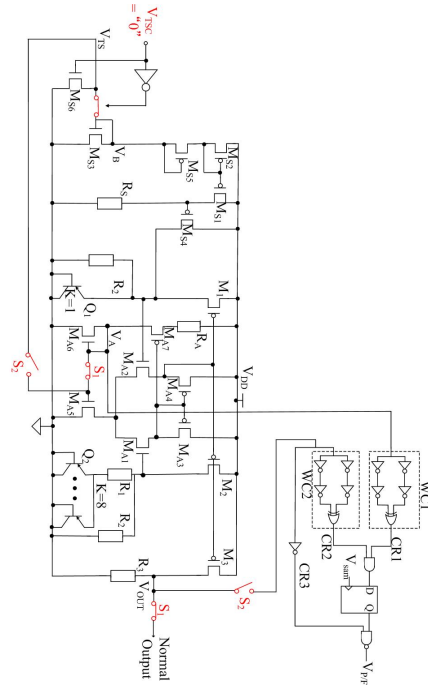 V_TSC
= "0"
V_TS
M_S6
M_S3
V_B
M_S5
M_S2
M_S1
R_S
M_S4
R_2
K=1
Q_1
M_1
M_A6
V_A
M_A7
R_A
S_1
S_2
M_A2
M_A4
V_DD
M_A5
M_A1
M_A3
Q_2
R_1
R_2
K=8
M_2
M_3
R_3
V_OUT
S_1
S_2
Normal
Output
WC1
WC2
CR1
CR2
CR3
V_sam
D
Q
V_P/F